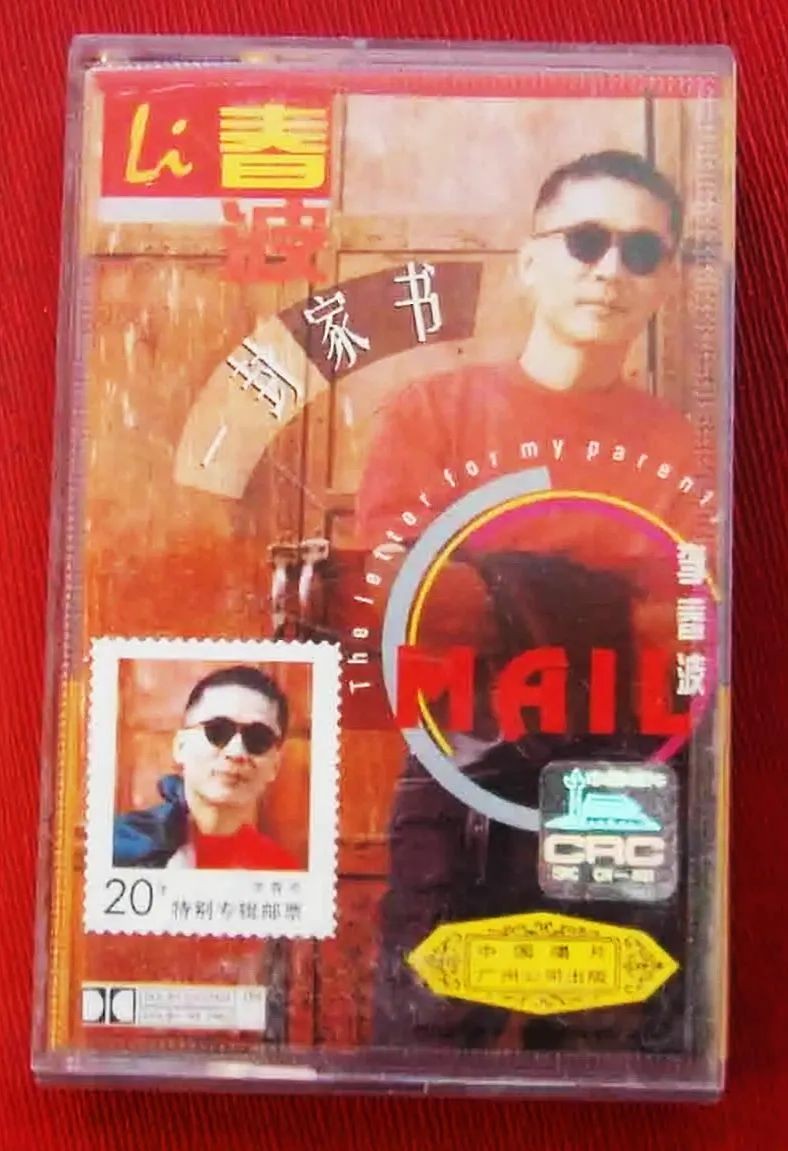 Li 春
波
一封家书
The letter for my parent
李春波
MAIL
CRC
20
特别专辑邮票
中国唱片
广州公司出版